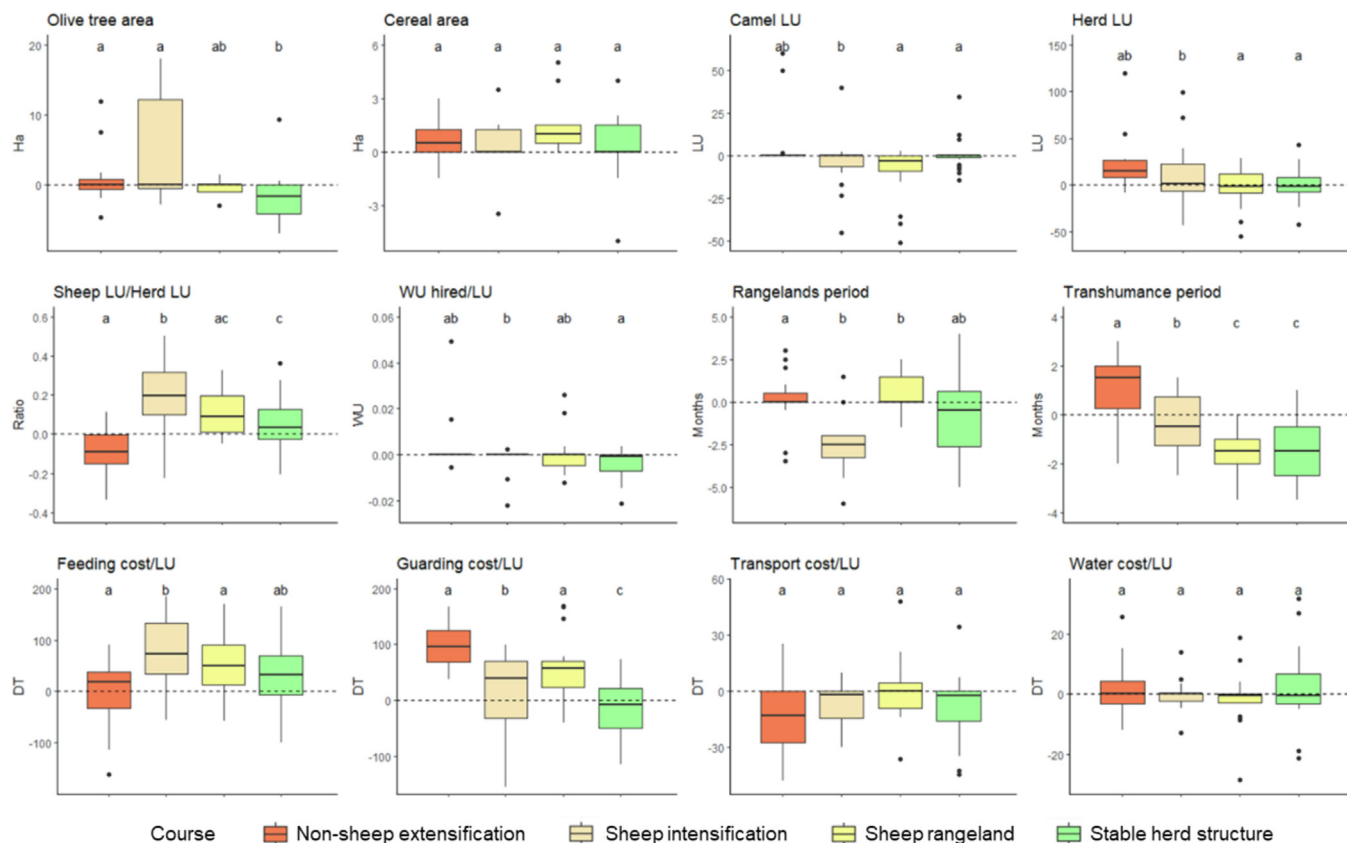 Olive tree area
20
10
0
Ha
a a ab b
Cereal area
6
3
0
-3
Ha
a a a a
Camel LU
50
25
0
-25
-50
LU
ab b a a
Herd LU
150
100
50
0
-50
LU
ab b a a
Sheep LU/Herd LU
0.6
0.4
0.2
0.0
-0.2
-0.4
Ratio
a b ac c
WU hired/LU
0.06
0.04
0.02
0.00
-0.02
WU
ab b ab a
Rangelands period
5.0
2.5
0.0
-2.5
-5.0
Months
a b b ab
Transhumance period
4
2
0
-2
-4
Months
a b c c
Feeding cost/LU
200
100
0
-100
DT
a b a ab
Guarding cost/LU
200
100
0
-100
DT
a b a c
Transport cost/LU
60
30
0
-30
DT
a a a a
Water cost/LU
20
0
-20
DT
a a a a
Course Non-sheep extensification Sheep intensification Sheep rangeland Stable herd structure